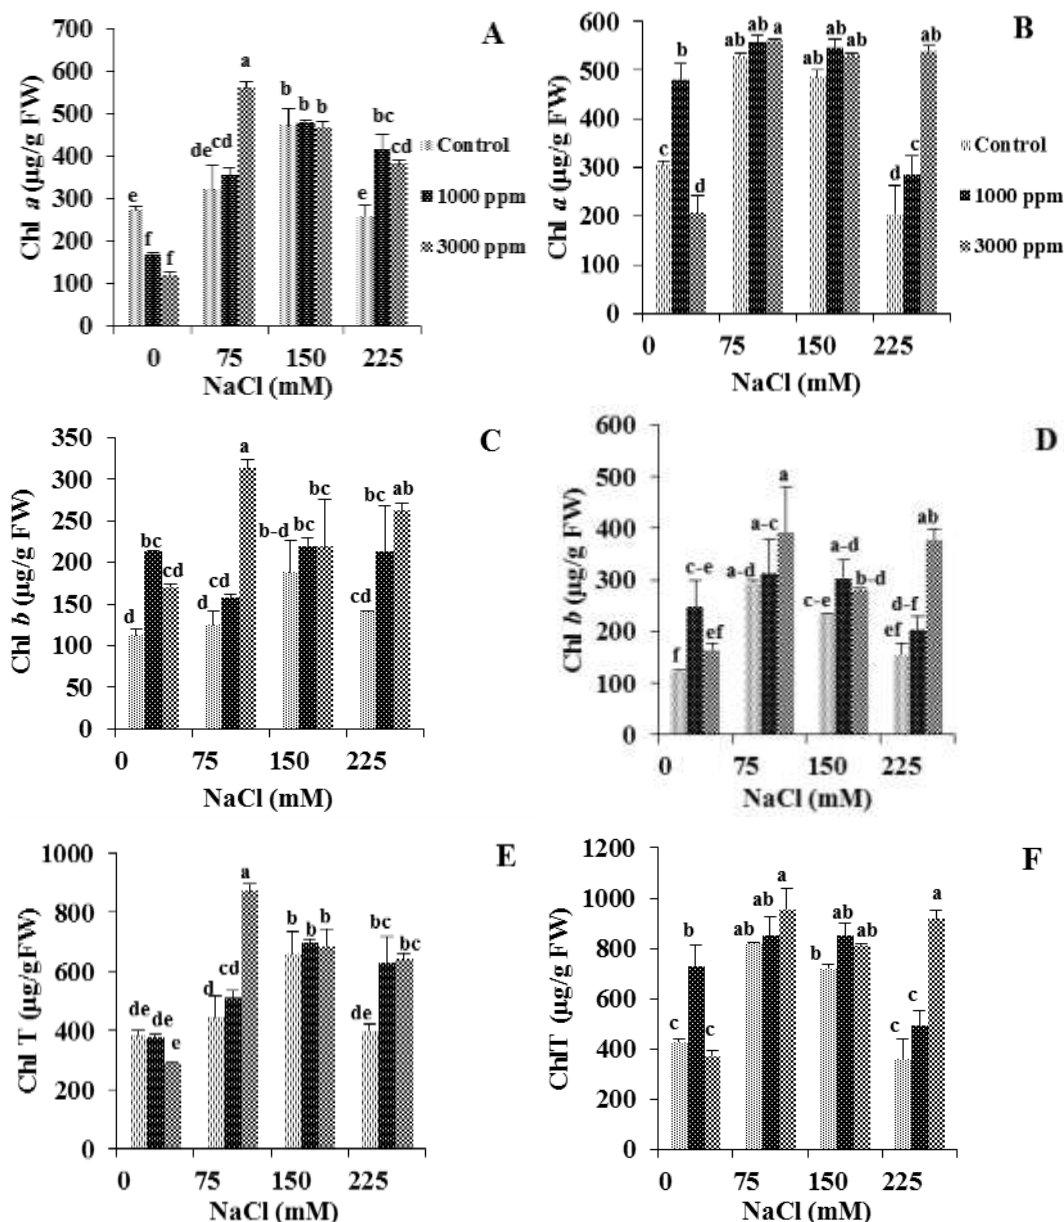 A
Chl a (µg/g FW)
700
600
500
400
300
200
100
0
e
f
f
de
cd
a
b
b
b
e
bc
cd
Control
1000 ppm
3000 ppm
0
75
150
225
NaCl (mM)
B
Chl a (µg/g FW)
600
500
400
300
200
100
0
c
b
d
ab
ab
a
ab
ab
ab
d
c
ab
Control
1000 ppm
3000 ppm
0
75
150
225
NaCl (mM)
C
Chl b (µg/g FW)
350
300
250
200
150
100
50
0
d
bc
cd
d
cd
a
b-d
bc
bc
cd
bc
ab
0
75
150
225
NaCl (mM)
D
Chl b (µg/g FW)
600
500
400
300
200
100
0
f
c-e
ef
a-d
a-c
a
c-e
a-d
b-d
ef
d-f
ab
0
75
150
225
NaCl (mM)
E
Chl T (µg/gFW)
1000
800
600
400
200
0
de
de
e
d
cd
a
b
b
b
de
bc
bc
0
75
150
225
NaCl (mM)
F
ChlT (µg/g FW)
1200
1000
800
600
400
200
0
c
b
c
ab
ab
a
b
ab
ab
c
c
a
0
75
150
225
NaCl (mM)